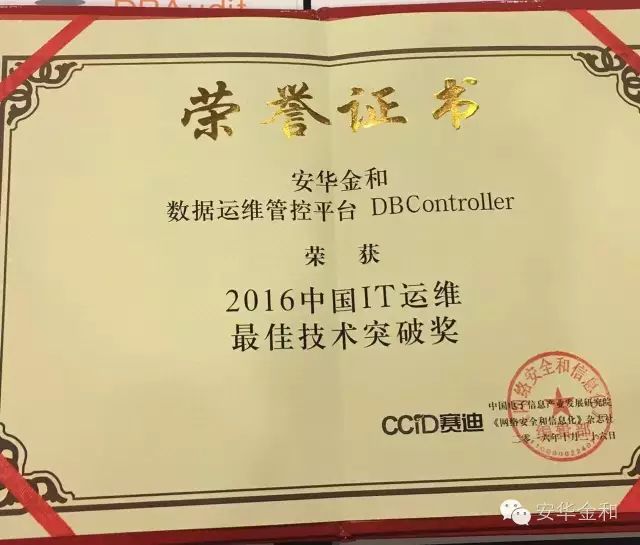 DBAudit
荣誉证书
安华金和
数据运维管控平台 DBController
荣 获
2016中国IT运维
最佳技术突破奖
CCID赛迪
中国电子信息产业发展研究院
《网络安全和信息化》杂志社
二〇一六年十月二十六日
网络安全和信息
编辑部
安华金和